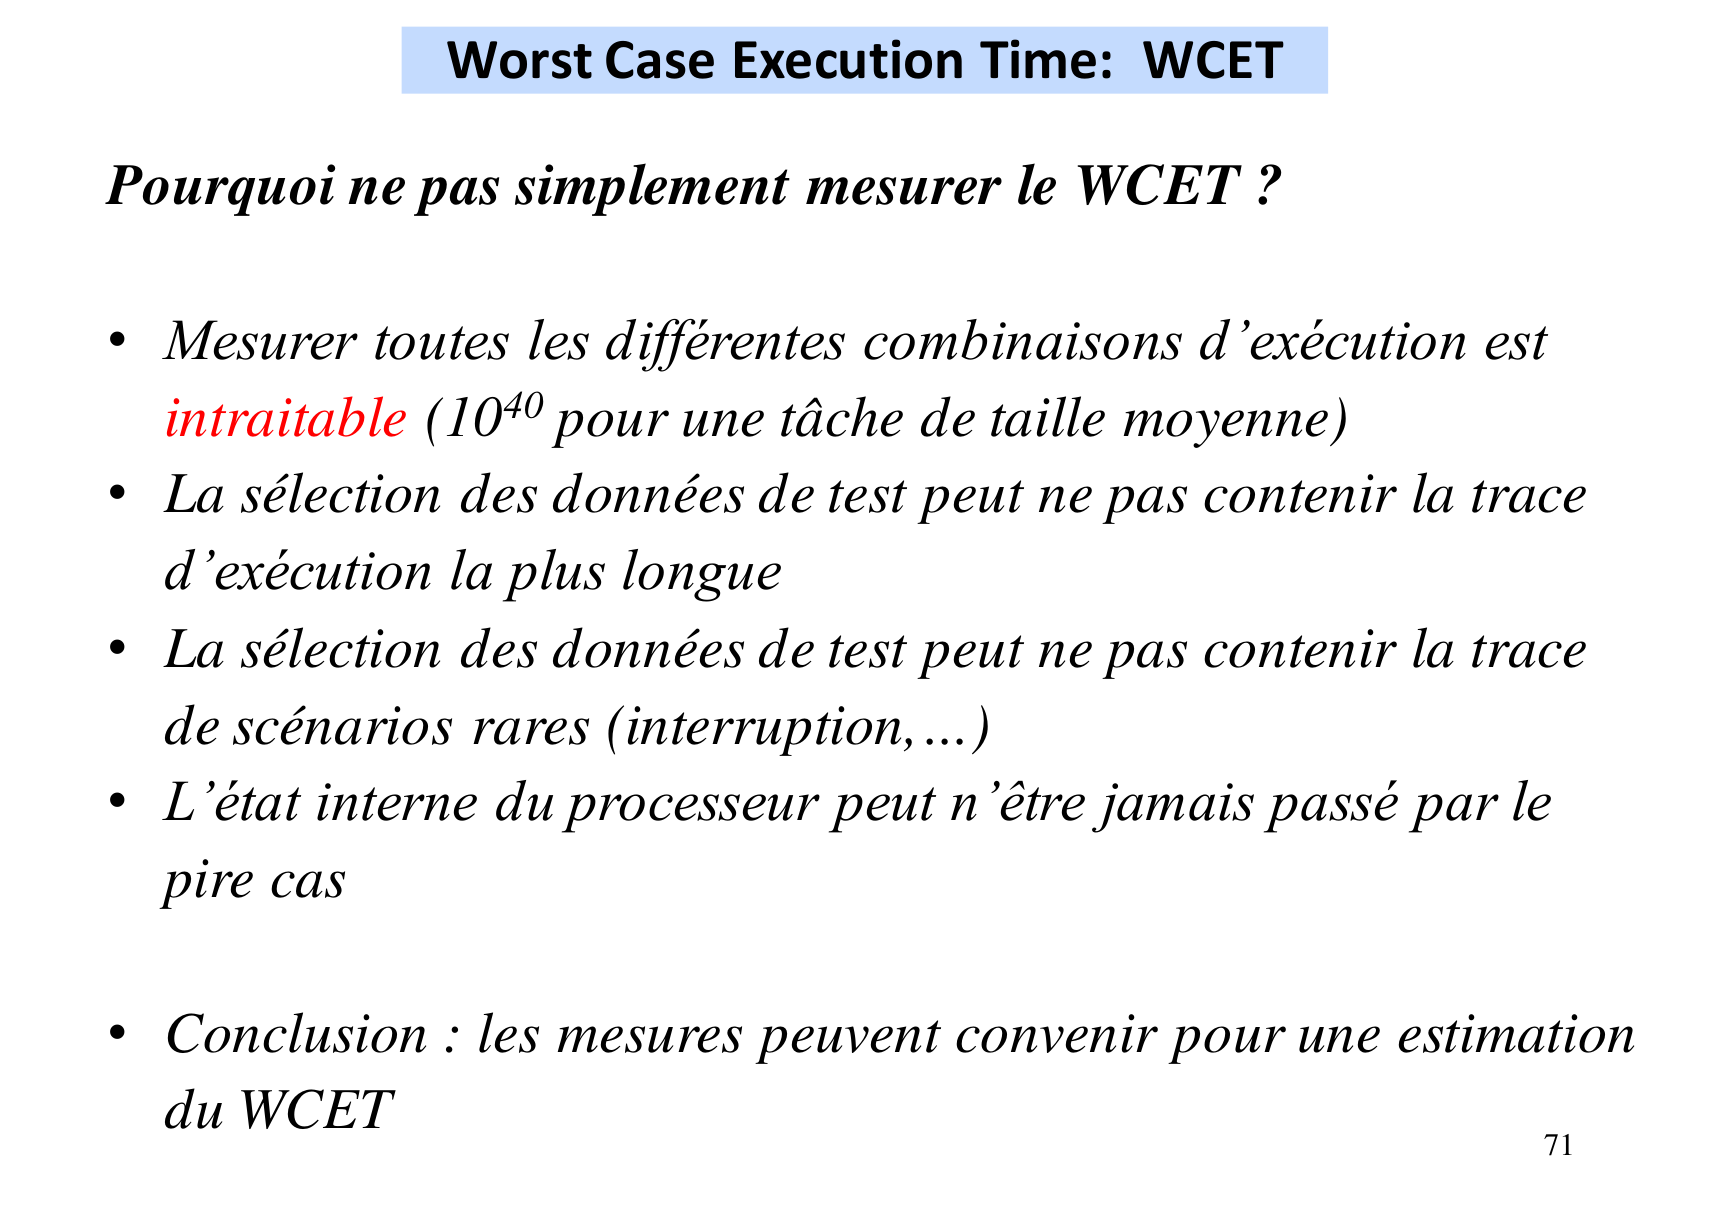 Worst Case Execution Time: WCET
Pourquoi ne pas simplement mesurer le WCET ?
• Mesurer toutes les différentes combinaisons d’exécution est
intraitable (10⁴⁰ pour une tâche de taille moyenne)
• La sélection des données de test peut ne pas contenir la trace
d’exécution la plus longue
• La sélection des données de test peut ne pas contenir la trace
de scénarios rares (interruption,…)
• L’état interne du processeur peut n’être jamais passé par le
pire cas
• Conclusion : les mesures peuvent convenir pour une estimation
du WCET
71